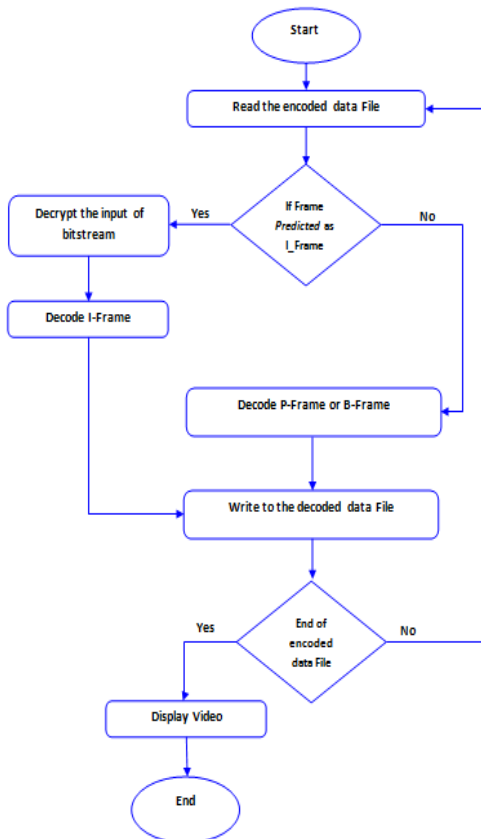 Start
Read the encoded data File
If Frame
Predicted as
I_Frame
Yes
No
Decrypt the input of
bitstream
Decode I-Frame
Decode P-Frame or B-Frame
Write to the decoded data File
End of
encoded
data File
Yes
No
Display Video
End